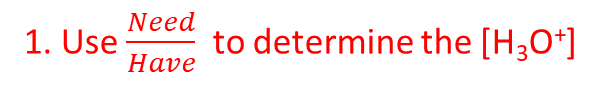 1. Use Need/Have to determine the [H₃O⁺]